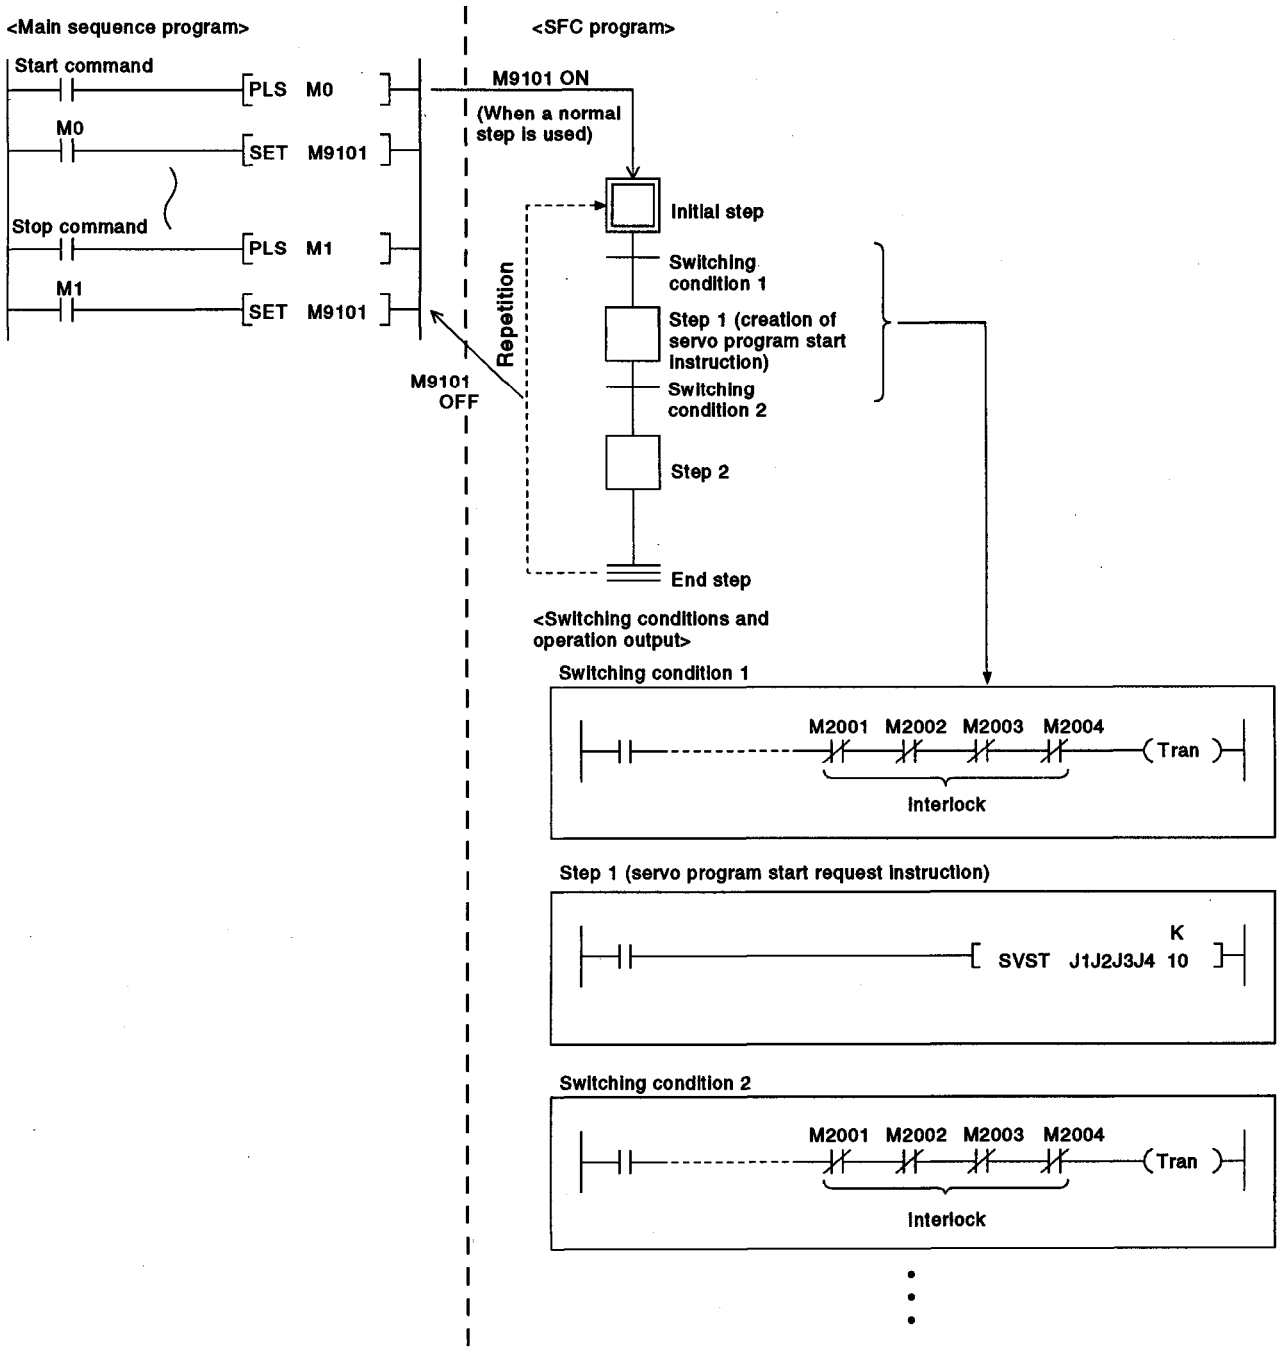 <Main sequence program>
Start command
PLS M0
M0
SET M9101
Stop command
PLS M1
M1
SET M9101
<SFC program>
M9101 ON
(When a normal
step is used)
Initial step
Switching
condition 1
Step 1 (creation of
servo program start
instruction)
Switching
condition 2
Step 2
End step
Repetition
M9101
OFF
<Switching conditions and
operation output>
Switching condition 1
M2001 M2002 M2003 M2004
Tran
Interlock
Step 1 (servo program start request instruction)
K
SVST J1J2J3J4 10
Switching condition 2
M2001 M2002 M2003 M2004
Tran
Interlock